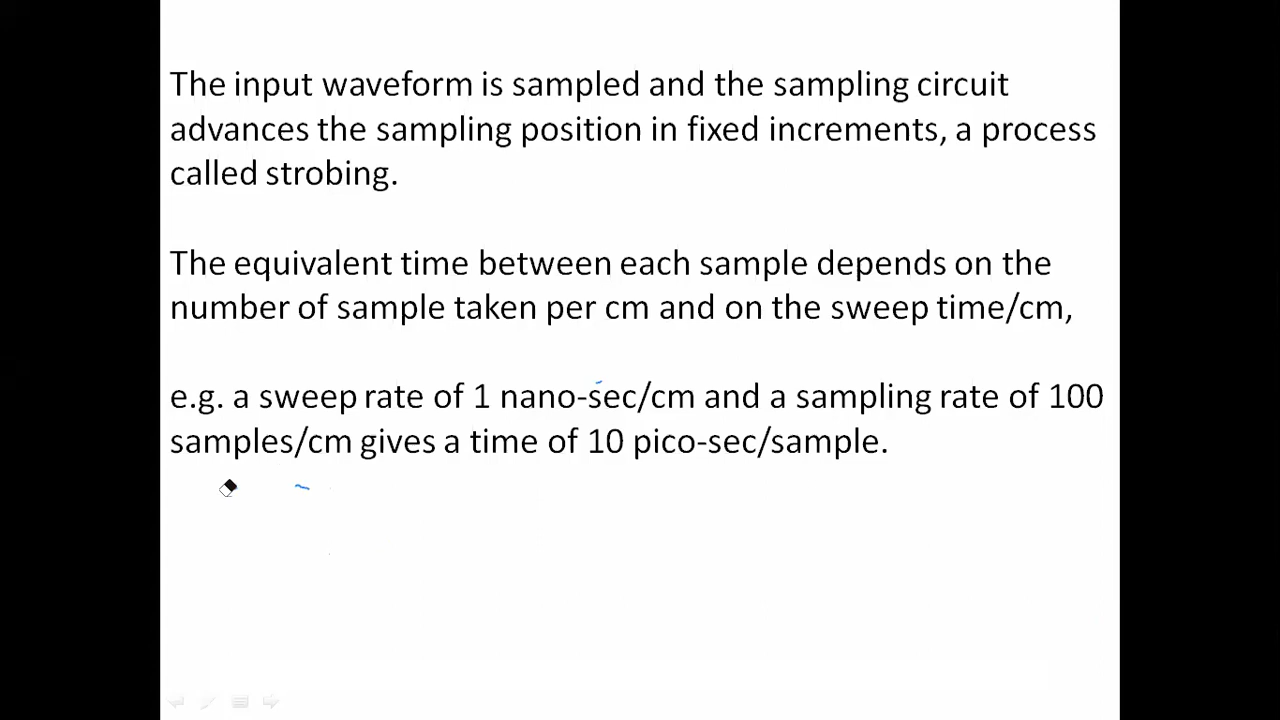 The input waveform is sampled and the sampling circuit
advances the sampling position in fixed increments, a process
called strobing.
The equivalent time between each sample depends on the
number of sample taken per cm and on the sweep time/cm,
e.g. a sweep rate of 1 nano-sec/cm and a sampling rate of 100
samples/cm gives a time of 10 pico-sec/sample.